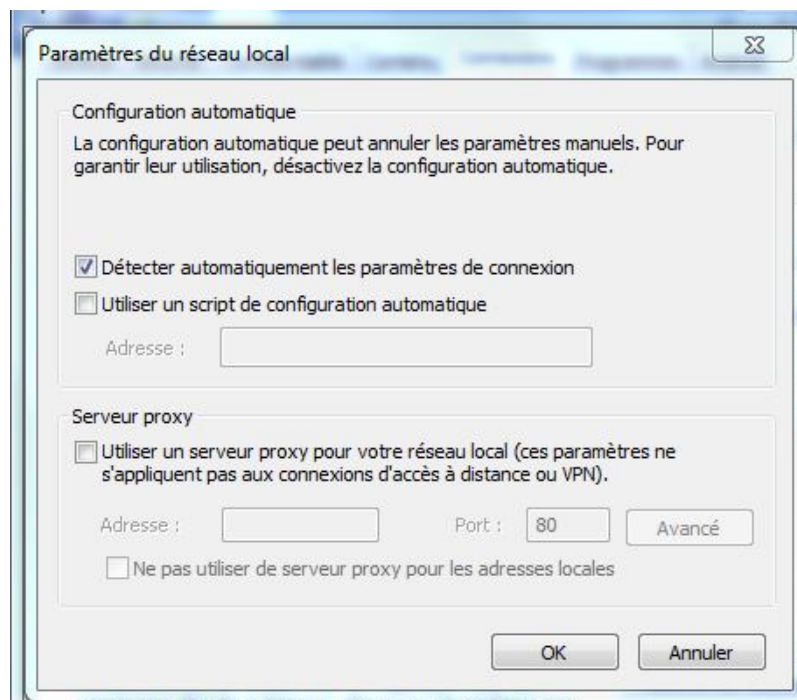 Paramètres du réseau local
Configuration automatique
La configuration automatique peut annuler les paramètres manuels. Pour
garantir leur utilisation, désactivez la configuration automatique.
Détecter automatiquement les paramètres de connexion
Utiliser un script de configuration automatique
Adresse :
Serveur proxy
Utiliser un serveur proxy pour votre réseau local (ces paramètres ne
s'appliquent pas aux connexions d'accès à distance ou VPN).
Adresse : Port : 80 Avancé
Ne pas utiliser de serveur proxy pour les adresses locales
OK Annuler